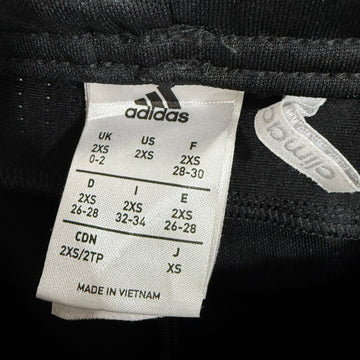 adidas
UK US F
2XS 2XS 2XS
0-2 28-30
D I E
2XS 2XS 2XS
26-28 32-34 26-28
CDN J
2XS/2TP XS
MADE IN VIETNAM
climac